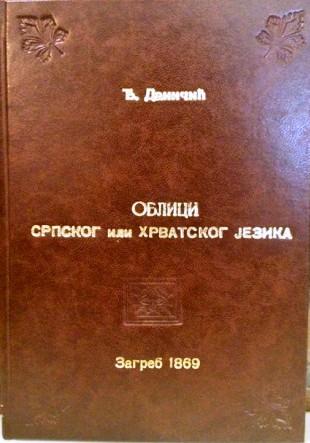 Ђ. Даничић
ОБЛИЦИ
СРПСКОГ или ХРВАТСКОГ ЈЕЗИКА
Загреб 1869